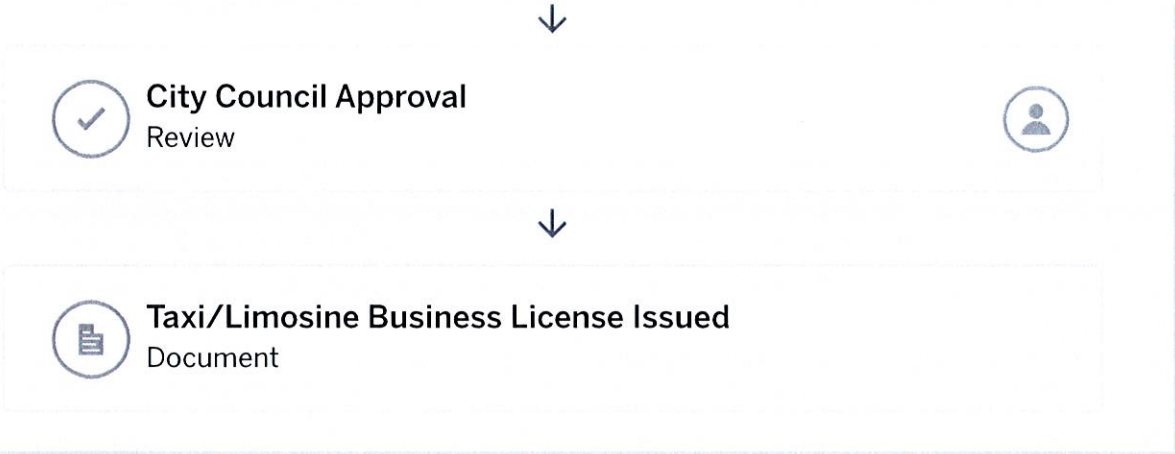 City Council Approval
Review
Taxi/Limosine Business License Issued
Document